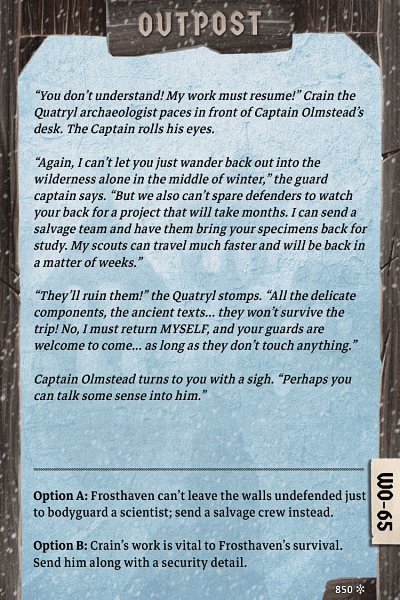 OUTPOST
“You don’t understand! My work must resume!” Crain the
Quatryl archaeologist paces in front of Captain Olmstead’s
desk. The Captain rolls his eyes.
“Again, I can’t let you just wander back out into the
wilderness alone in the middle of winter,” the guard
captain says. “But we also can’t spare defenders to watch
your back for a project that will take months. I can send a
salvage team and have them bring your specimens back for
study. My scouts can travel much faster and will be back in
a matter of weeks.”
“They’ll ruin them!” the Quatryl stomps. “All the delicate
components, the ancient texts... they won’t survive the
trip! No, I must return MYSELF, and your guards are
welcome to come... as long as they don’t touch anything.”
Captain Olmstead turns to you with a sigh. “Perhaps you
can talk some sense into him.”
Option A: Frosthaven can’t leave the walls undefended just
to bodyguard a scientist; send a salvage crew instead.
Option B: Crain’s work is vital to Frosthaven’s survival.
Send him along with a security detail.
WO-65
850